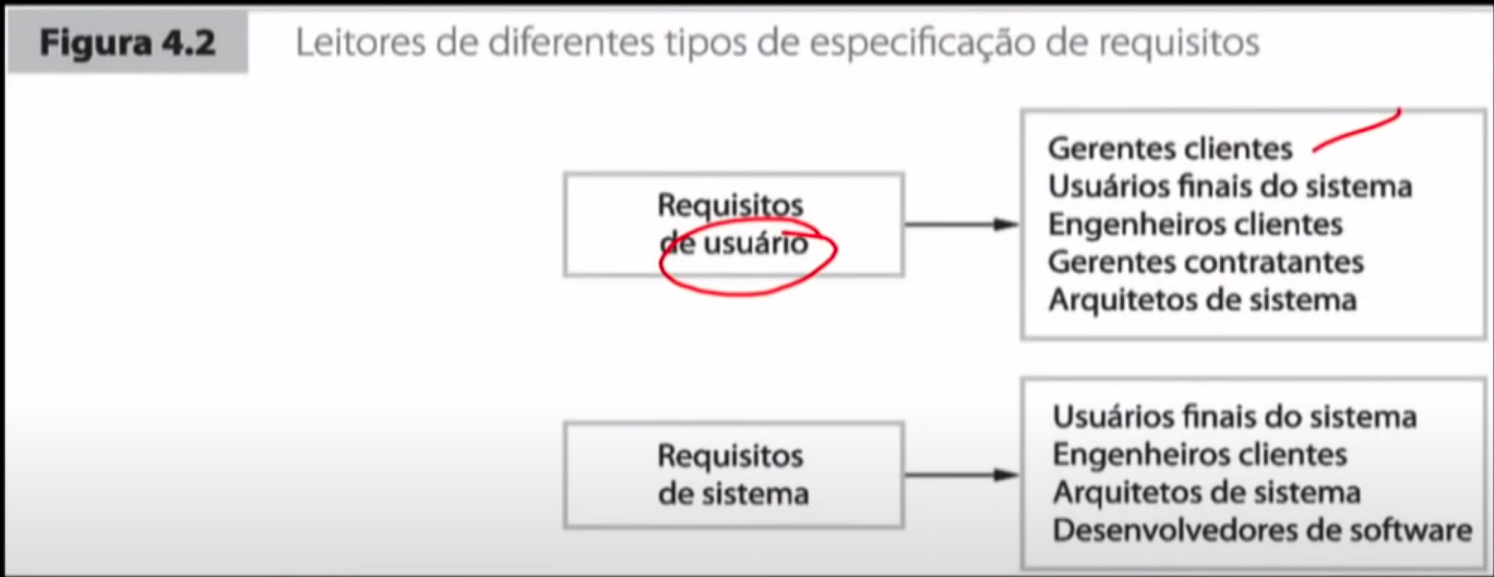 Figura 4.2 Leitores de diferentes tipos de especificação de requisitos
Requisitos
de usuário
Gerentes clientes
Usuários finais do sistema
Engenheiros clientes
Gerentes contratantes
Arquitetos de sistema
Requisitos
de sistema
Usuários finais do sistema
Engenheiros clientes
Arquitetos de sistema
Desenvolvedores de software